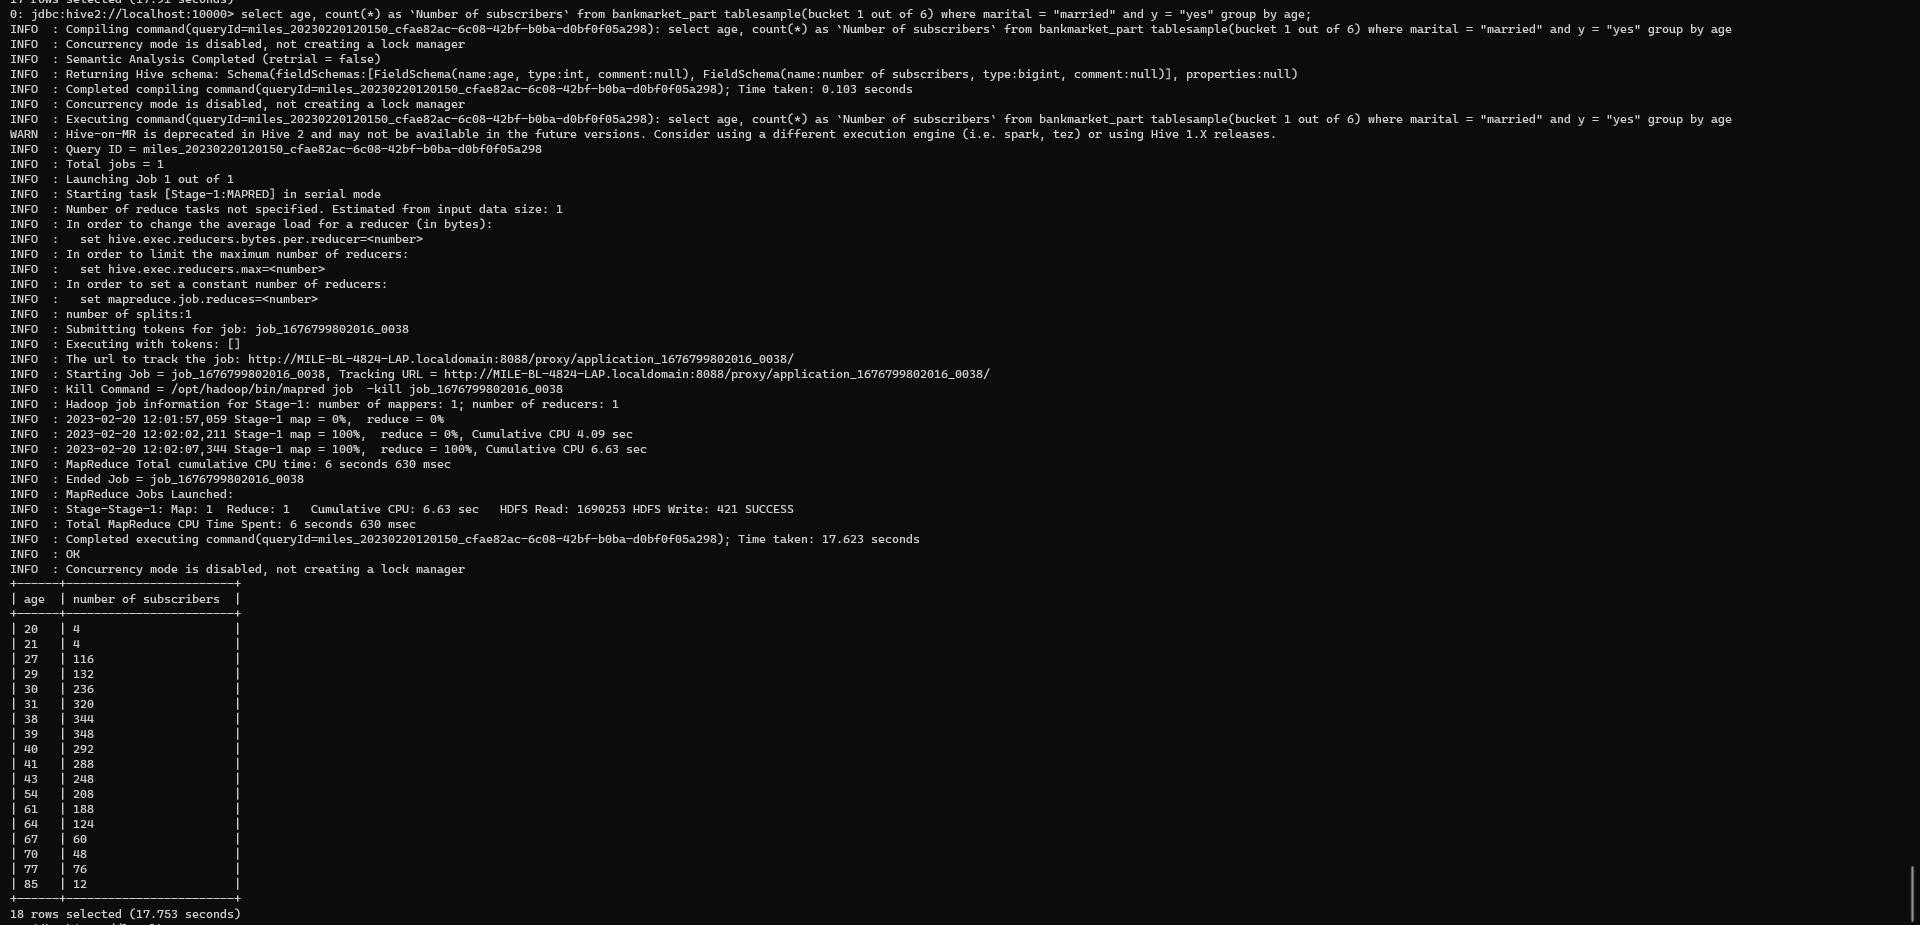 17 rows selected (17.91 seconds)
0: jdbc:hive2://localhost:10000> select age, count(*) as `Number of subscribers` from bankmarket_part tablesample(bucket 1 out of 6) where marital = "married" and y = "yes" group by age;
INFO  : Compiling command(queryId=miles_20230220120150_cfae82ac-6c08-42bf-b0ba-d0bf0f05a298): select age, count(*) as `Number of subscribers` from bankmarket_part tablesample(bucket 1 out of 6) where marital = "married" and y = "yes" group by age
INFO  : Concurrency mode is disabled, not creating a lock manager
INFO  : Semantic Analysis Completed (retrial = false)
INFO  : Returning Hive schema: Schema(fieldSchemas:[FieldSchema(name:age, type:int, comment:null), FieldSchema(name:number of subscribers, type:bigint, comment:null)], properties:null)
INFO  : Completed compiling command(queryId=miles_20230220120150_cfae82ac-6c08-42bf-b0ba-d0bf0f05a298); Time taken: 0.103 seconds
INFO  : Concurrency mode is disabled, not creating a lock manager
INFO  : Executing command(queryId=miles_20230220120150_cfae82ac-6c08-42bf-b0ba-d0bf0f05a298): select age, count(*) as `Number of subscribers` from bankmarket_part tablesample(bucket 1 out of 6) where marital = "married" and y = "yes" group by age
WARN  : Hive-on-MR is deprecated in Hive 2 and may not be available in the future versions. Consider using a different execution engine (i.e. spark, tez) or using Hive 1.X releases.
INFO  : Query ID = miles_20230220120150_cfae82ac-6c08-42bf-b0ba-d0bf0f05a298
INFO  : Total jobs = 1
INFO  : Launching Job 1 out of 1
INFO  : Starting task [Stage-1:MAPRED] in serial mode
INFO  : Number of reduce tasks not specified. Estimated from input data size: 1
INFO  : In order to change the average load for a reducer (in bytes):
INFO  :   set hive.exec.reducers.bytes.per.reducer=<number>
INFO  : In order to limit the maximum number of reducers:
INFO  :   set hive.exec.reducers.max=<number>
INFO  : In order to set a constant number of reducers:
INFO  :   set mapreduce.job.reduces=<number>
INFO  : number of splits:1
INFO  : Submitting tokens for job: job_1676799802016_0038
INFO  : Executing with tokens: []
INFO  : The url to track the job: http://MILE-BL-4824-LAP.localdomain:8088/proxy/application_1676799802016_0038/
INFO  : Starting Job = job_1676799802016_0038, Tracking URL = http://MILE-BL-4824-LAP.localdomain:8088/proxy/application_1676799802016_0038/
INFO  : Kill Command = /opt/hadoop/bin/mapred job  -kill job_1676799802016_0038
INFO  : Hadoop job information for Stage-1: number of mappers: 1; number of reducers: 1
INFO  : 2023-02-20 12:01:57,059 Stage-1 map = 0%,  reduce = 0%
INFO  : 2023-02-20 12:02:02,211 Stage-1 map = 100%,  reduce = 0%, Cumulative CPU 4.09 sec
INFO  : 2023-02-20 12:02:07,344 Stage-1 map = 100%,  reduce = 100%, Cumulative CPU 6.63 sec
INFO  : MapReduce Total cumulative CPU time: 6 seconds 630 msec
INFO  : Ended Job = job_1676799802016_0038
INFO  : MapReduce Jobs Launched:
INFO  : Stage-Stage-1: Map: 1  Reduce: 1   Cumulative CPU: 6.63 sec   HDFS Read: 1690253 HDFS Write: 421 SUCCESS
INFO  : Total MapReduce CPU Time Spent: 6 seconds 630 msec
INFO  : Completed executing command(queryId=miles_20230220120150_cfae82ac-6c08-42bf-b0ba-d0bf0f05a298); Time taken: 17.623 seconds
INFO  : OK
INFO  : Concurrency mode is disabled, not creating a lock manager
+------+------------------------+
| age  | number of subscribers  |
+------+------------------------+
| 20   | 4                      |
| 21   | 4                      |
| 27   | 116                    |
| 29   | 132                    |
| 30   | 236                    |
| 31   | 320                    |
| 38   | 344                    |
| 39   | 348                    |
| 40   | 292                    |
| 41   | 288                    |
| 43   | 248                    |
| 54   | 208                    |
| 61   | 188                    |
| 64   | 124                    |
| 67   | 60                     |
| 70   | 48                     |
| 77   | 76                     |
| 85   | 12                     |
+------+------------------------+
18 rows selected (17.753 seconds)